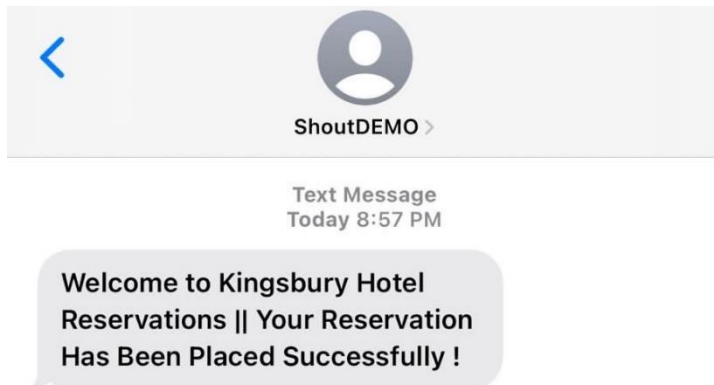 ShoutDEMO
Text Message
Today 8:57 PM
Welcome to Kingsbury Hotel
Reservations || Your Reservation
Has Been Placed Successfully !